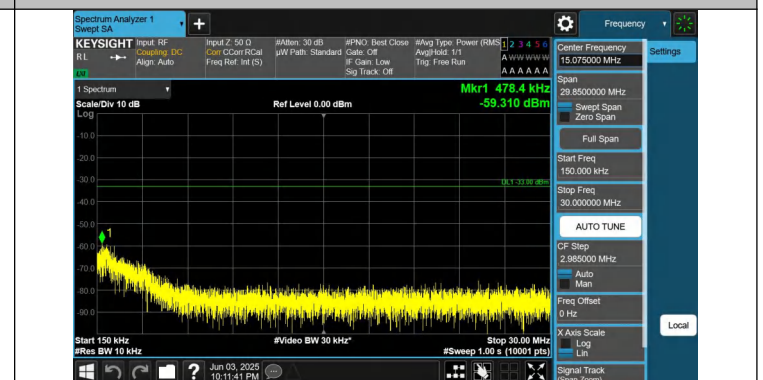 Spectrum Analyzer 1
Swept SA
+
Frequency
KEYSIGHT
Input: RF
Coupling: DC
Align: Auto
Input Z: 50 Ω
Corr CCorr RCal
Freq Ref: Int (S)
#Atten: 30 dB
µW Path: Standard
#PNO: Best Close
Gate: Off
IF Gain: Low
Sig Track: Off
#Avg Type: Power (RMS
Avg|Hold: 1/1
Trig: Free Run
1 2 3 4 5 6
A W W W W W
A A A A A A
R L
1 Spectrum
Scale/Div 10 dB
Ref Level 0.00 dBm
Mkr1 478.4 kHz
-59.310 dBm
Log
-10.0
-20.0
-30.0
DL1 -33.00 dBm
-40.0
-50.0
1
-60.0
-70.0
-80.0
-90.0
Start 150 kHz
#Video BW 30 kHz*
Stop 30.00 MHz
#Res BW 10 kHz
#Sweep 1.00 s (10001 pts)
?
Jun 03, 2025
10:11:41 PM
Center Frequency
15.075000 MHz
Settings
Span
29.8500000 MHz
Swept Span
Zero Span
Full Span
Start Freq
150.000 kHz
Stop Freq
30.000000 MHz
AUTO TUNE
CF Step
2.985000 MHz
Auto
Man
Freq Offset
0 Hz
X Axis Scale
Log
Lin
Local
Signal Track
(Span Zoom)